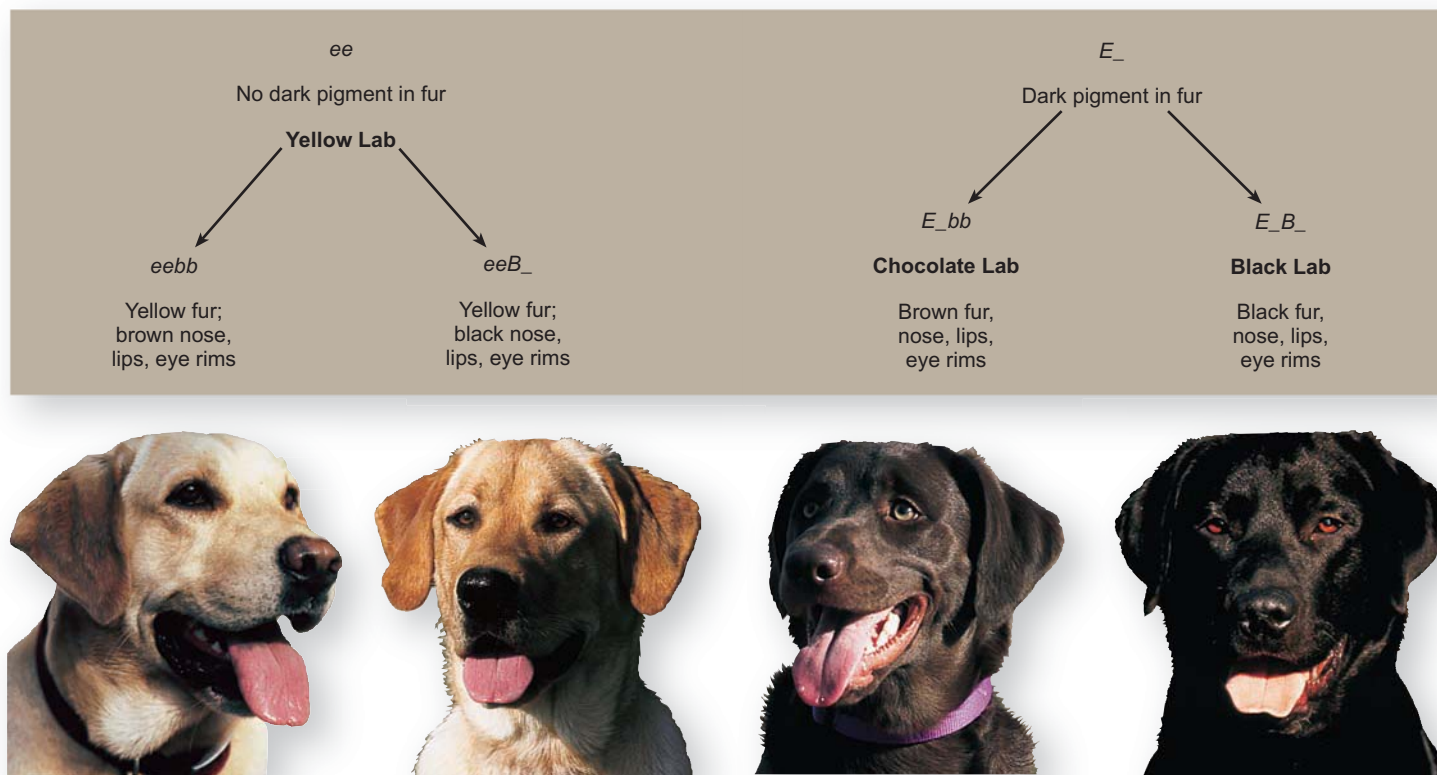 ee
No dark pigment in fur
Yellow Lab
eebb
Yellow fur;
brown nose,
lips, eye rims
eeB_
Yellow fur;
black nose,
lips, eye rims
E_
Dark pigment in fur
E_bb
Chocolate Lab
Brown fur,
nose, lips,
eye rims
E_B_
Black Lab
Black fur,
nose, lips,
eye rims